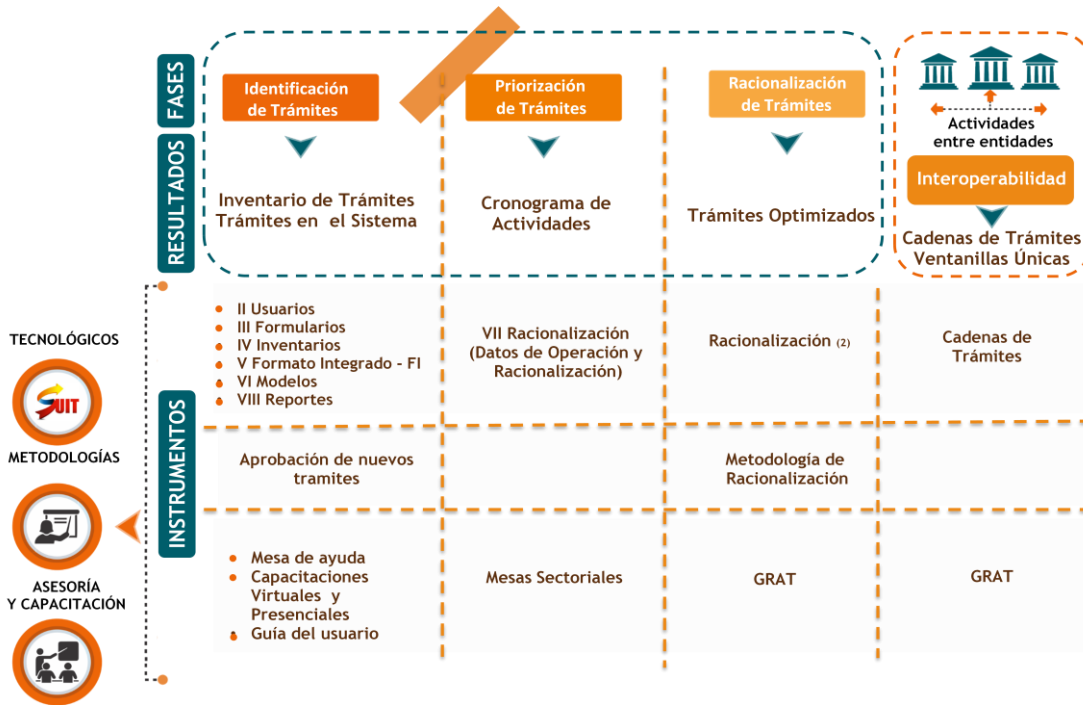 FASES
Identificación
de Trámites
Priorización
de Trámites
Racionalización
de Trámites
Actividades
entre entidades
Interoperabilidad
RESULTADOS
Inventario de Trámites
Trámites en el Sistema
Cronograma de
Actividades
Trámites Optimizados
Cadenas de Trámites
Ventanillas Únicas
TECNOLÓGICOS
SUIT
METODOLOGÍAS
ASESORÍA
Y CAPACITACIÓN
INSTRUMENTOS
II Usuarios
III Formularios
IV Inventarios
V Formato Integrado - FI
VI Modelos
VIII Reportes
VII Racionalización
(Datos de Operación y
Racionalización)
Racionalización (2)
Cadenas de
Trámites
Aprobación de nuevos
tramites
Metodología de
Racionalización
Mesa de ayuda
Capacitaciones
Virtuales y
Presenciales
Guía del usuario
Mesas Sectoriales
GRAT
GRAT